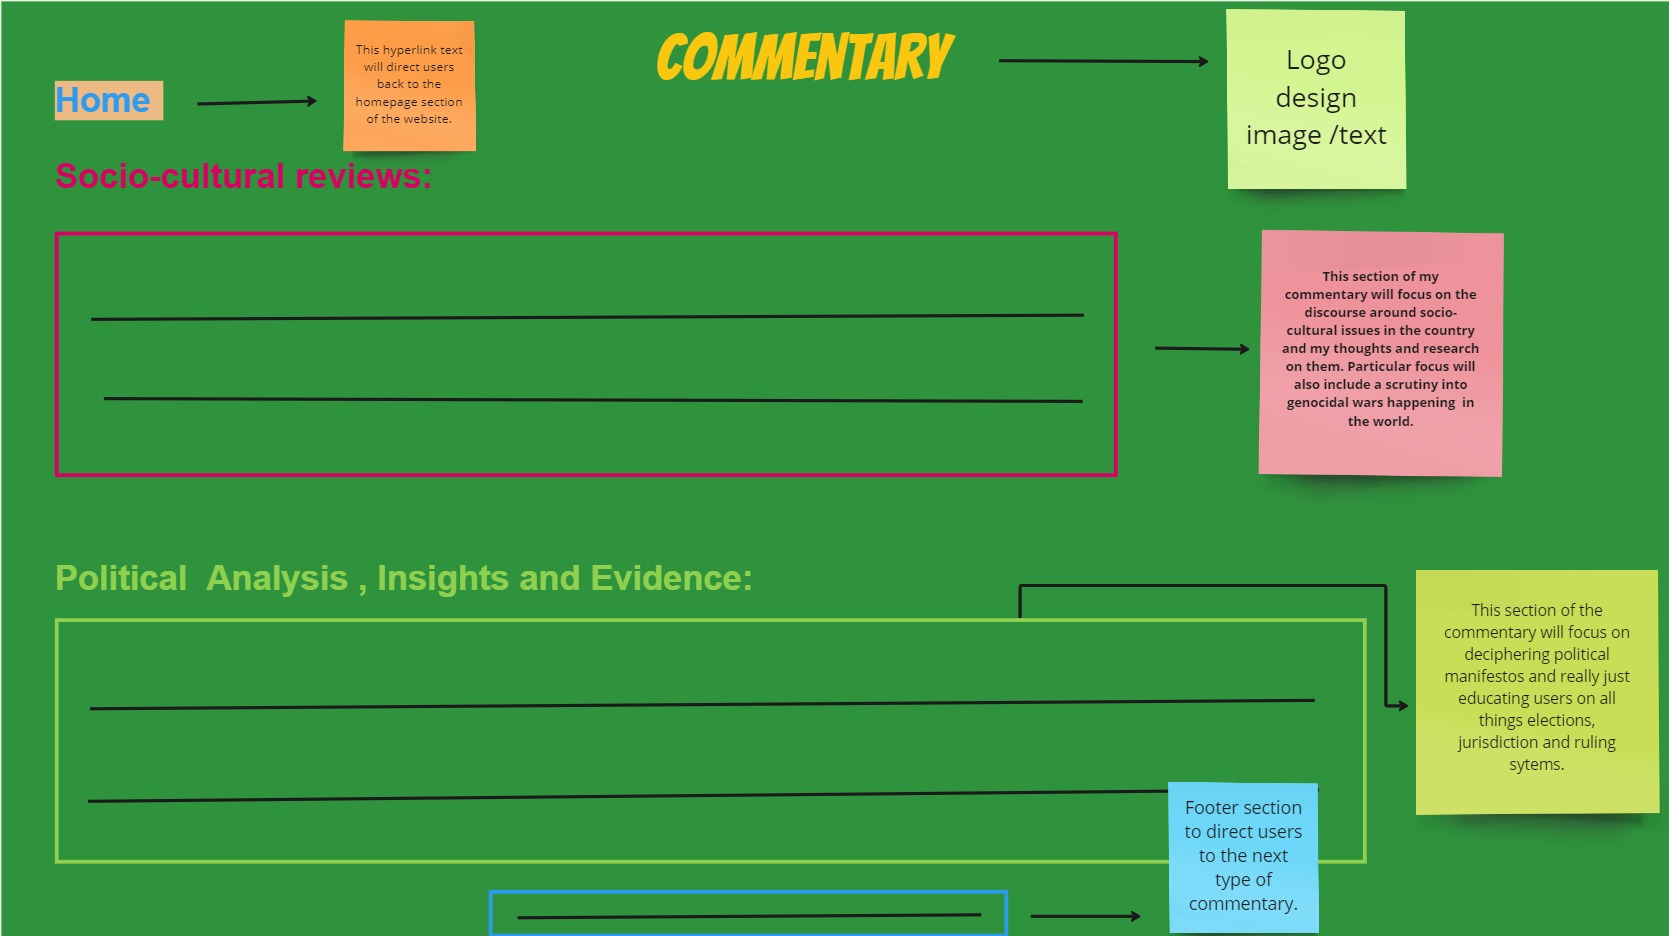 COMMENTARY
Logo
design
image /text
This hyperlink text
will direct users
back to the
homepage section
of the website.
Home
Socio-cultural reviews:
This section of my
commentary will focus on the
discourse around socio-
cultural issues in the country
and my thoughts and research
on them. Particular focus will
also include a scrutiny into
genocidal wars happening  in
the world.
Political  Analysis , Insights and Evidence:
This section of the
commentary will focus on
deciphering political
manifestos and really just
educating users on all
things elections,
jurisdiction and ruling
sytems.
Footer section
to direct users
to the next
type of
commentary.